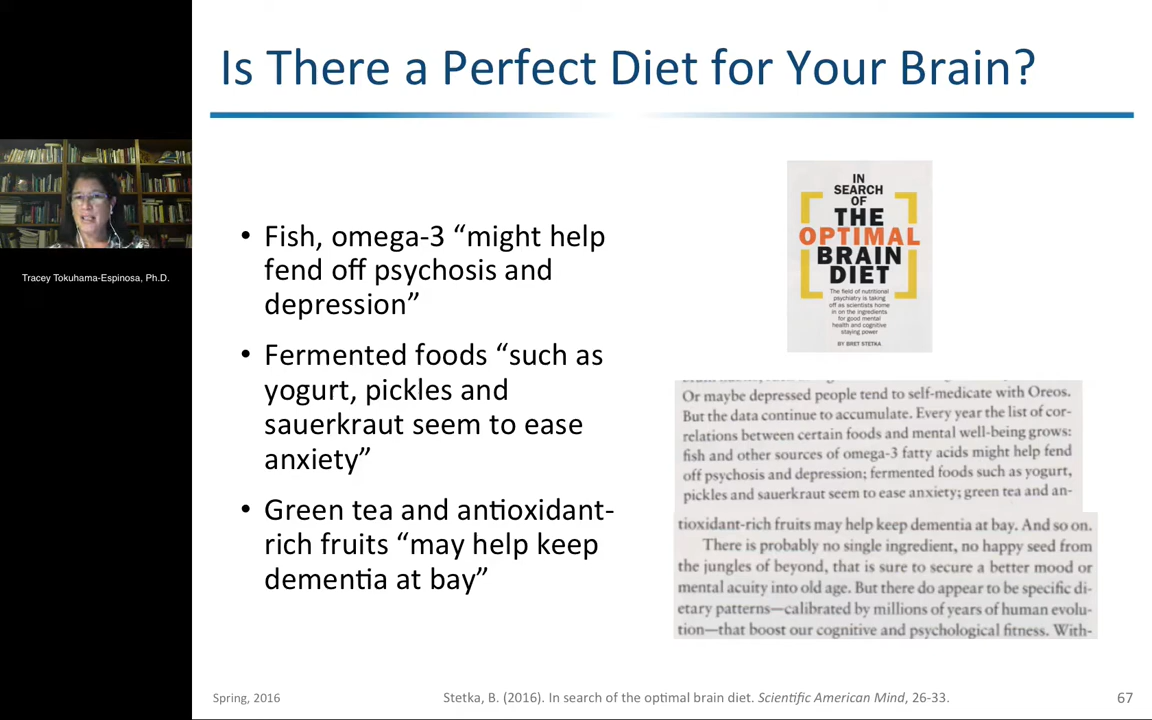 Is There a Perfect Diet for Your Brain?
Tracey Tokuhama-Espinosa, Ph.D.
• Fish, omega-3 “might help
fend off psychosis and
depression”
• Fermented foods “such as
yogurt, pickles and
sauerkraut seem to ease
anxiety”
• Green tea and antioxidant-
rich fruits “may help keep
dementia at bay”
IN
SEARCH
OF
THE
OPTIMAL
BRAIN
DIET
The field of nutritional
psychiatry is taking
off as scientists home
in on the ingredients
for good mental
health and cognitive
staying power
BY BRET STETKA
Or maybe depressed people tend to self-medicate with Oreos.
But the data continue to accumulate. Every year the list of cor-
relations between certain foods and mental well-being grows:
fish and other sources of omega-3 fatty acids might help fend
off psychosis and depression; fermented foods such as yogurt,
pickles and sauerkraut seem to ease anxiety; green tea and an-
tioxidant-rich fruits may help keep dementia at bay. And so on.
There is probably no single ingredient, no happy seed from
the jungles of beyond, that is sure to secure a better mood or
mental acuity into old age. But there do appear to be specific di-
etary patterns—calibrated by millions of years of human evolu-
tion—that boost our cognitive and psychological fitness. With-
Spring, 2016
Stetka, B. (2016). In search of the optimal brain diet. Scientific American Mind, 26-33.
67